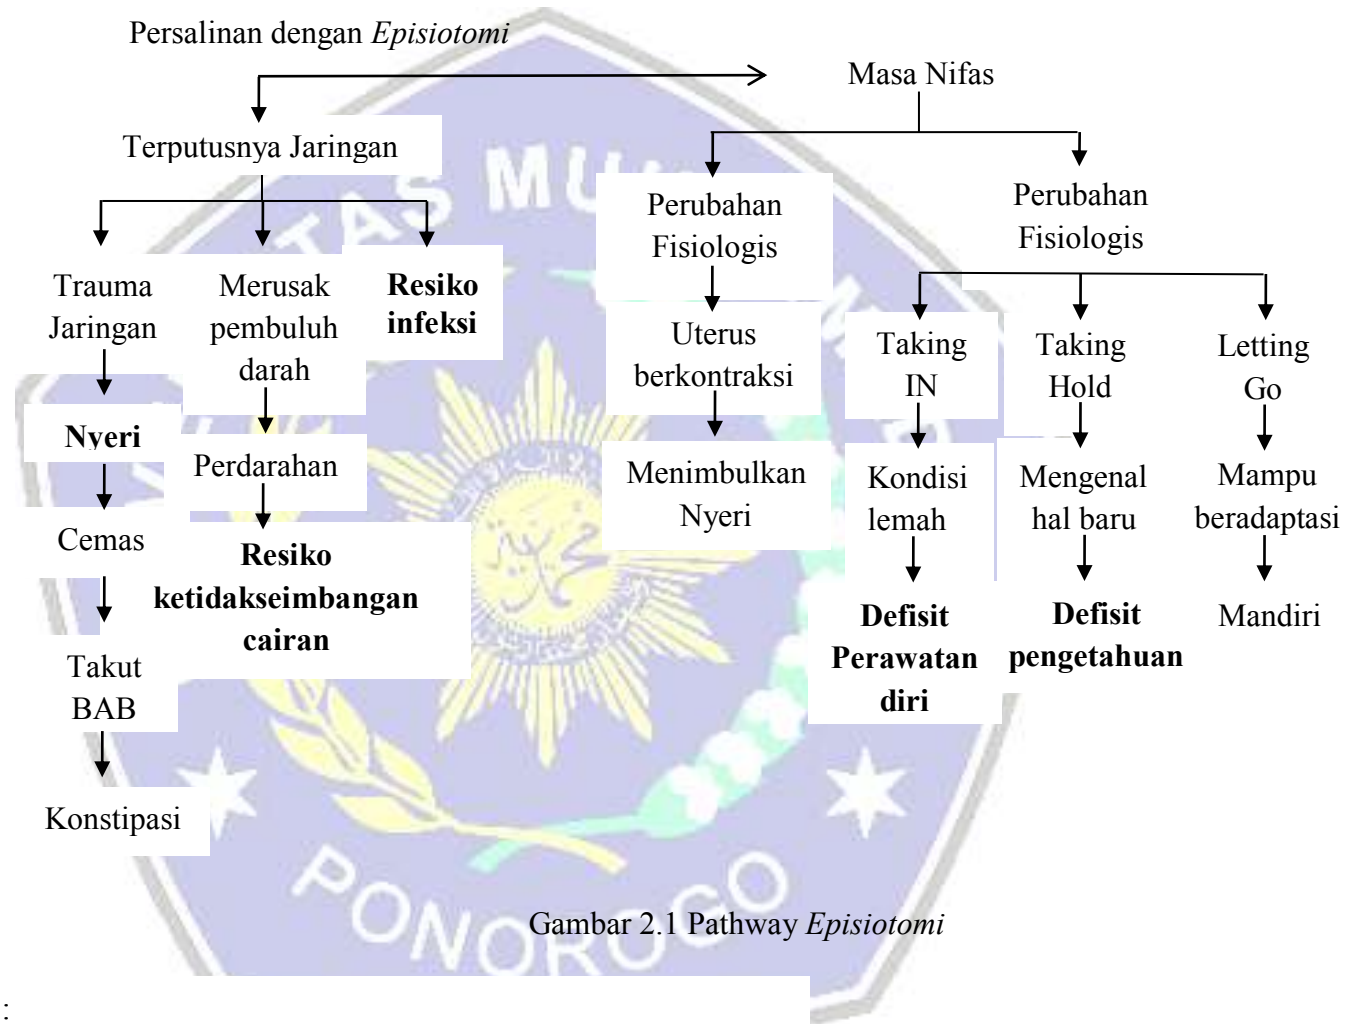 Persalinan dengan Episiotomi
Masa Nifas
Terputusnya Jaringan
Perubahan
Fisiologis
Perubahan
Fisiologis
Trauma
Jaringan
Merusak
pembuluh
darah
Resiko
infeksi
Uterus
berkontraksi
Taking
IN
Taking
Hold
Letting
Go
Nyeri
Perdarahan
Menimbulkan
Nyeri
Kondisi
lemah
Mengenal
hal baru
Mampu
beradaptasi
Cemas
Resiko
ketidakseimbangan
cairan
Defisit
Perawatan
diri
Defisit
pengetahuan
Mandiri
Takut
BAB
Konstipasi
PONOROGO
Gambar 2.1 Pathway Episiotomi
: